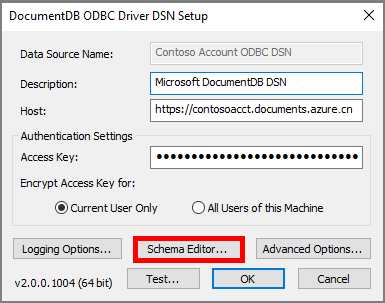 DocumentDB ODBC Driver DSN Setup
Data Source Name: Contoso Account ODBC DSN
Description: Microsoft DocumentDB DSN
Host: https://contosoacct.documents.azure.cn
Authentication Settings
Access Key: ●●●●●●●●●●●●●●●●●●●●●●●●●●●●●
Encrypt Access Key for:
Current User Only All Users of this Machine
Logging Options... Schema Editor... Advanced Options...
v2.0.0.1004 (64 bit) Test... OK Cancel